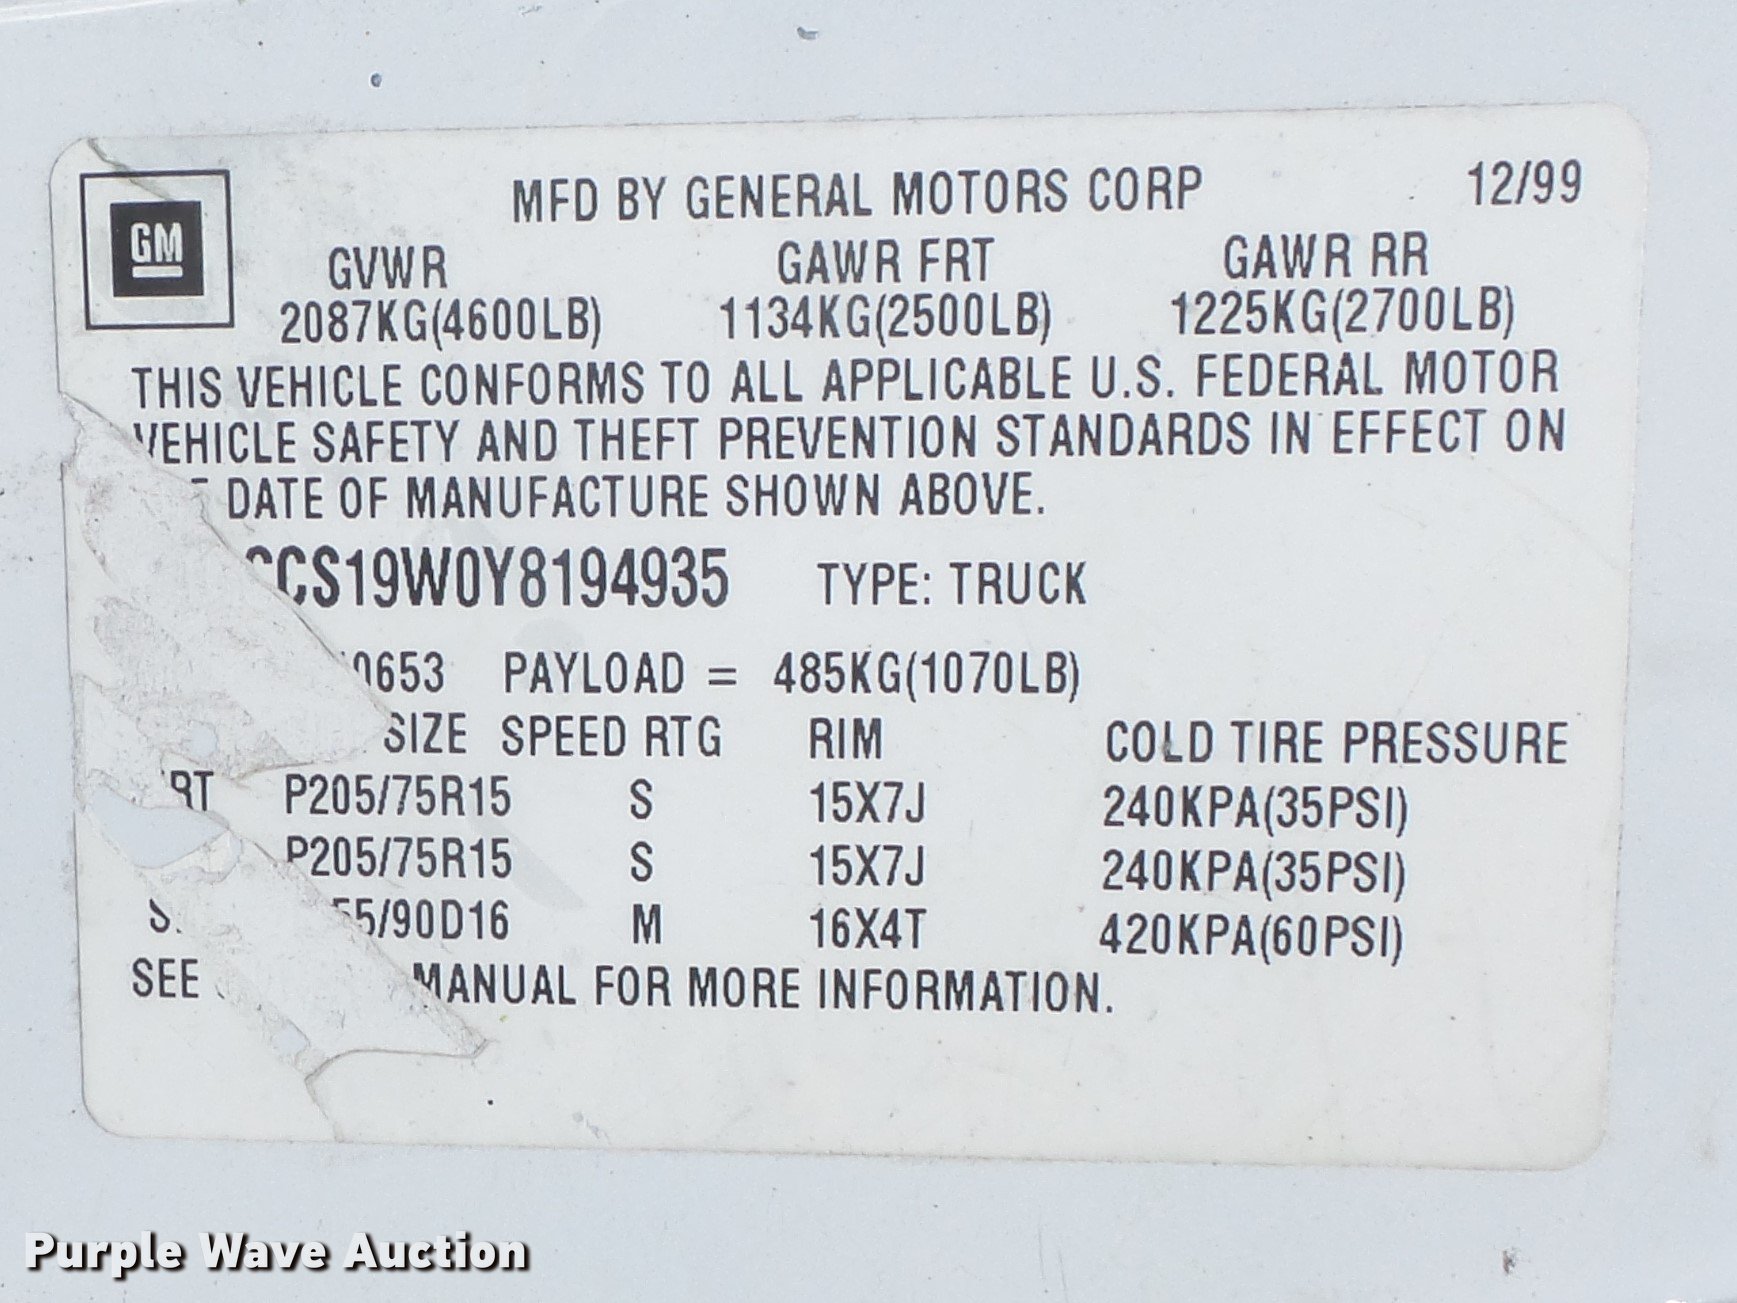 GM
MFD BY GENERAL MOTORS CORP 12/99
GVWR GAWR FRT GAWR RR
2087KG(4600LB) 1134KG(2500LB) 1225KG(2700LB)
THIS VEHICLE CONFORMS TO ALL APPLICABLE U.S. FEDERAL MOTOR
VEHICLE SAFETY AND THEFT PREVENTION STANDARDS IN EFFECT ON
DATE OF MANUFACTURE SHOWN ABOVE.
CS19W0Y8194935 TYPE: TRUCK
0653 PAYLOAD = 485KG(1070LB)
SIZE SPEED RTG RIM COLD TIRE PRESSURE
RT P205/75R15 S 15X7J 240KPA(35PSI)
P205/75R15 S 15X7J 240KPA(35PSI)
55/90D16 M 16X4T 420KPA(60PSI)
SEE MANUAL FOR MORE INFORMATION.
Purple Wave Auction